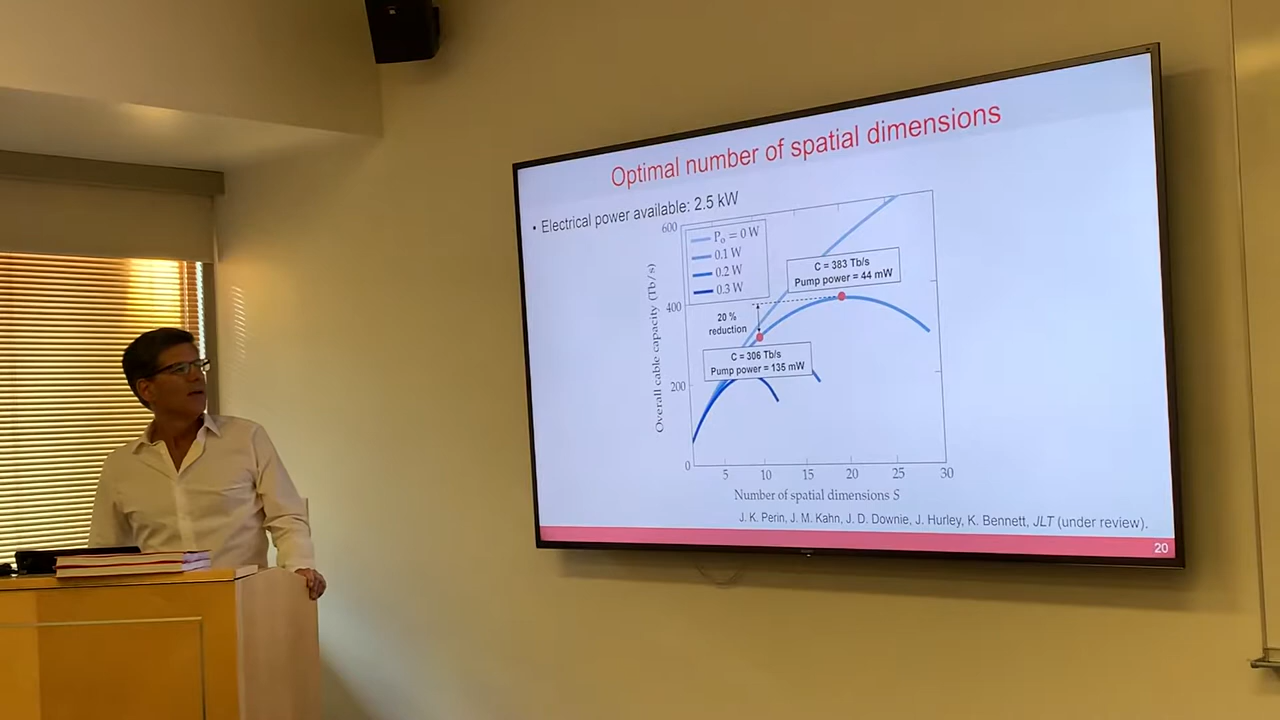 Optimal number of spatial dimensions
• Electrical power available: 2.5 kW
600
400
200
0
Overall cable capacity (Tb/s)
Pₒ = 0 W
0.1 W
0.2 W
0.3 W
C = 383 Tb/s
Pump power = 44 mW
20 %
reduction
C = 306 Tb/s
Pump power = 135 mW
5 10 15 20 25 30
Number of spatial dimensions S
J. K. Perin, J. M. Kahn, J. D. Downie, J. Hurley, K. Bennett, JLT (under review).
20